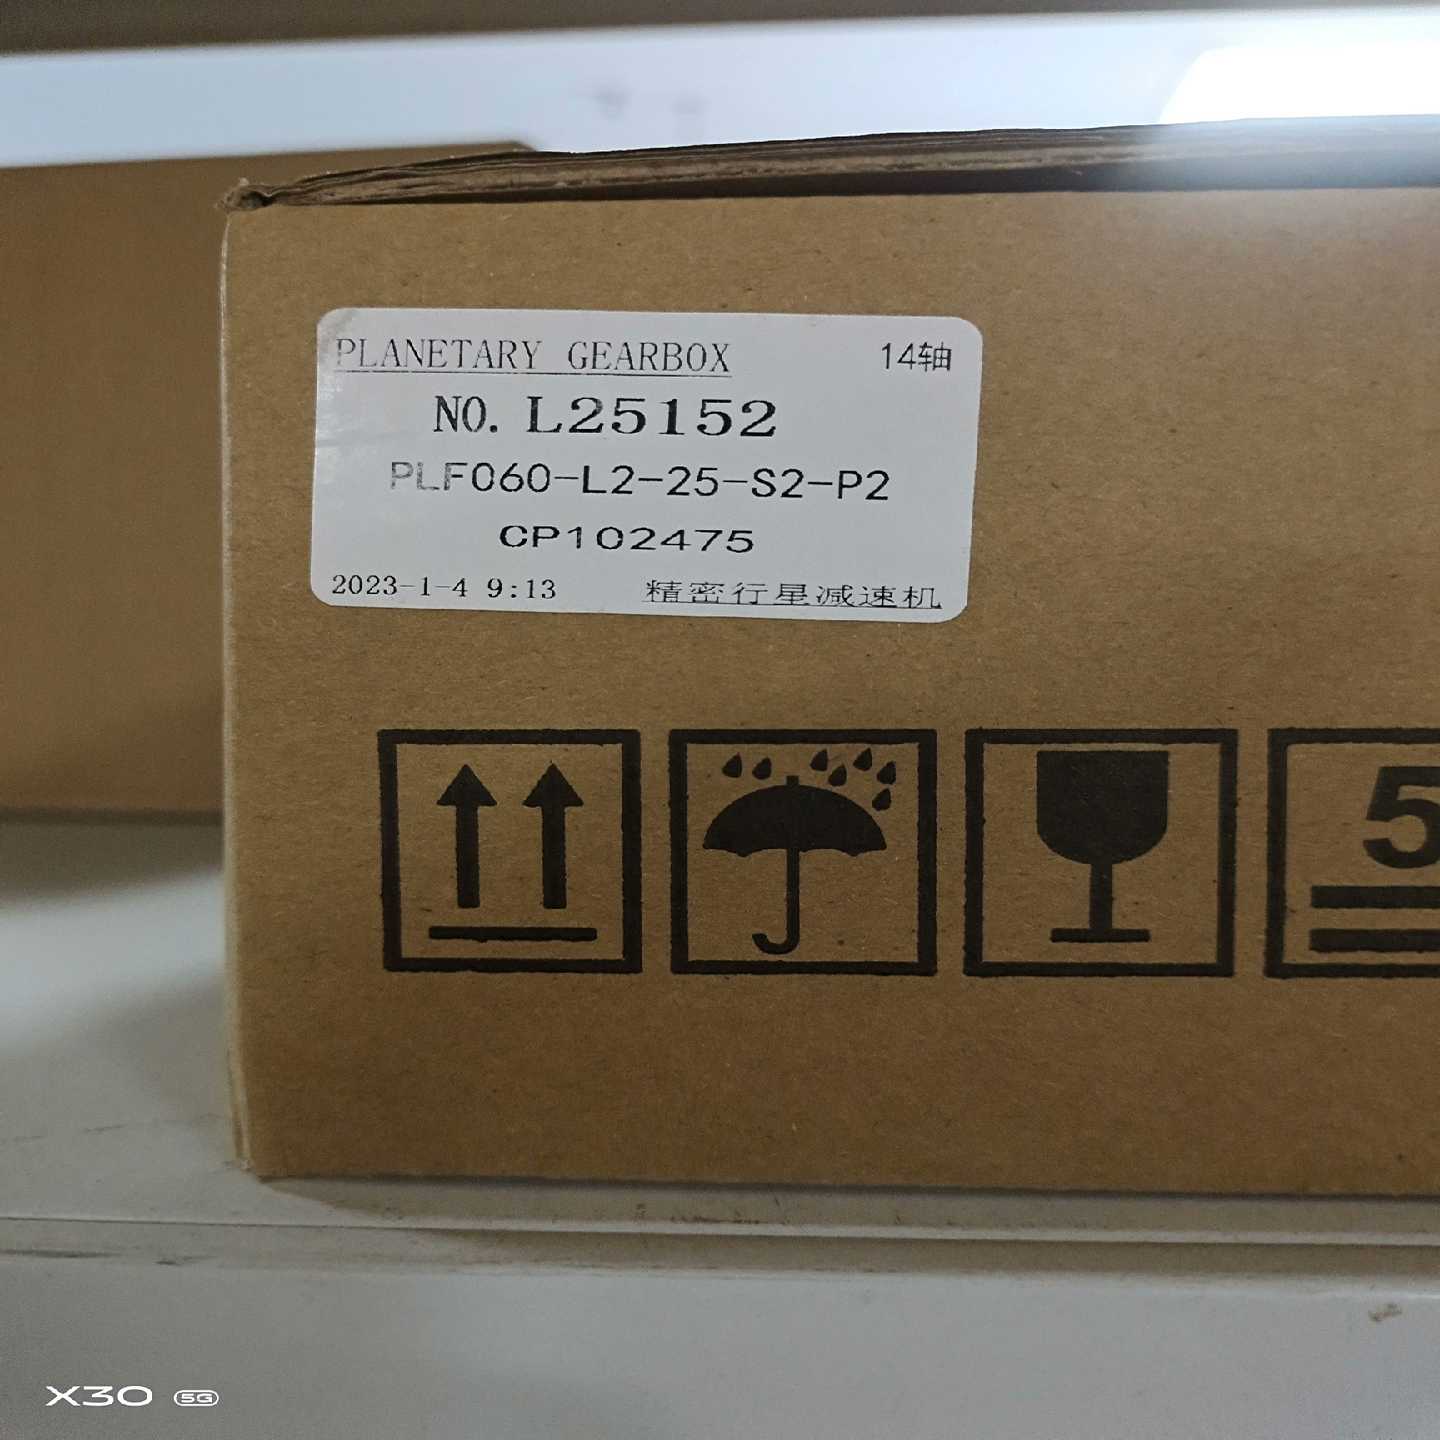 PLANETARY GEARBOX 14轴
NO. L25152
PLF060-L2-25-S2-P2
CP102475
2023-1-4 9:13 精密行星减速机
5
X30 5G